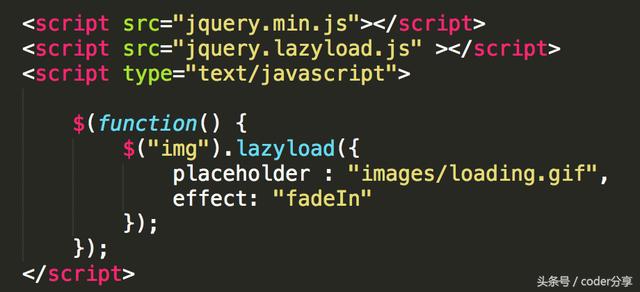 <script src="jquery.min.js"></script>
<script src="jquery.lazyload.js" ></script>
<script type="text/javascript">
$(function() {
$("img").lazyload({
placeholder : "images/loading.gif",
effect: "fadeIn"
});
});
</script>
头条号 / coder分享